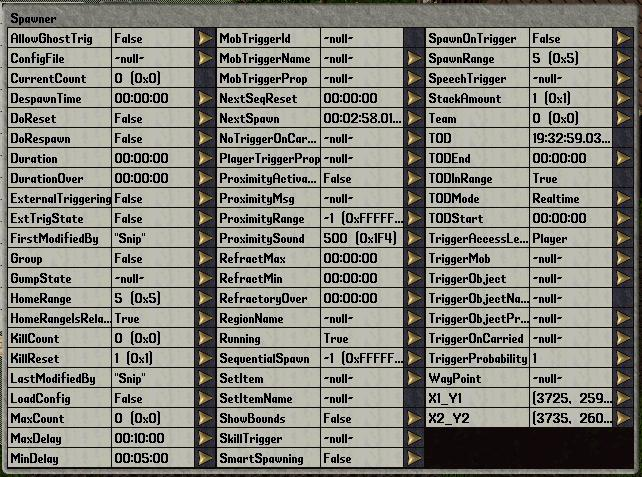 Spawner
AllowGhostTrig False
ConfigFile -null-
CurrentCount 0 (0x0)
DespawnTime 00:00:00
DoReset False
DoRespawn False
Duration 00:00:00
DurationOver 00:00:00
ExternalTriggering False
ExtTrigState False
FirstModifiedBy "Snip"
Group False
GumpState -null-
HomeRange 5 (0x5)
HomeRangeIsRela... True
KillCount 0 (0x0)
KillReset 1 (0x1)
LastModifiedBy "Snip"
LoadConfig False
MaxCount 0 (0x0)
MaxDelay 00:10:00
MinDelay 00:05:00
MobTriggerId -null-
MobTriggerName -null-
MobTriggerProp -null-
NextSeqReset 00:00:00
NextSpawn 00:02:58.01...
NoTriggerOnCar... -null-
PlayerTriggerProp -null-
ProximityActiva... False
ProximityMsg -null-
ProximityRange -1 (0xFFFFF...
ProximitySound 500 (0x1F4)
RefractMax 00:00:00
RefractMin 00:00:00
RefractoryOver 00:00:00
RegionName -null-
Running True
SequentialSpawn -1 (0xFFFFF...
SetItem -null-
SetItemName -null-
ShowBounds False
SkillTrigger -null-
SmartSpawning False
SpawnOnTrigger False
SpawnRange 5 (0x5)
SpeechTrigger -null-
StackAmount 1 (0x1)
Team 0 (0x0)
TOD 19:32:59.03...
TODEnd 00:00:00
TODInRange True
TODMode Realtime
TODStart 00:00:00
TriggerAccessLe... Player
TriggerMob -null-
TriggerObject -null-
TriggerObjectNa... -null-
TriggerObjectPr... -null-
TriggerOnCarried -null-
TriggerProbability 1
WayPoint -null-
X1_Y1 (3725, 259...
X2_Y2 (3735, 260...